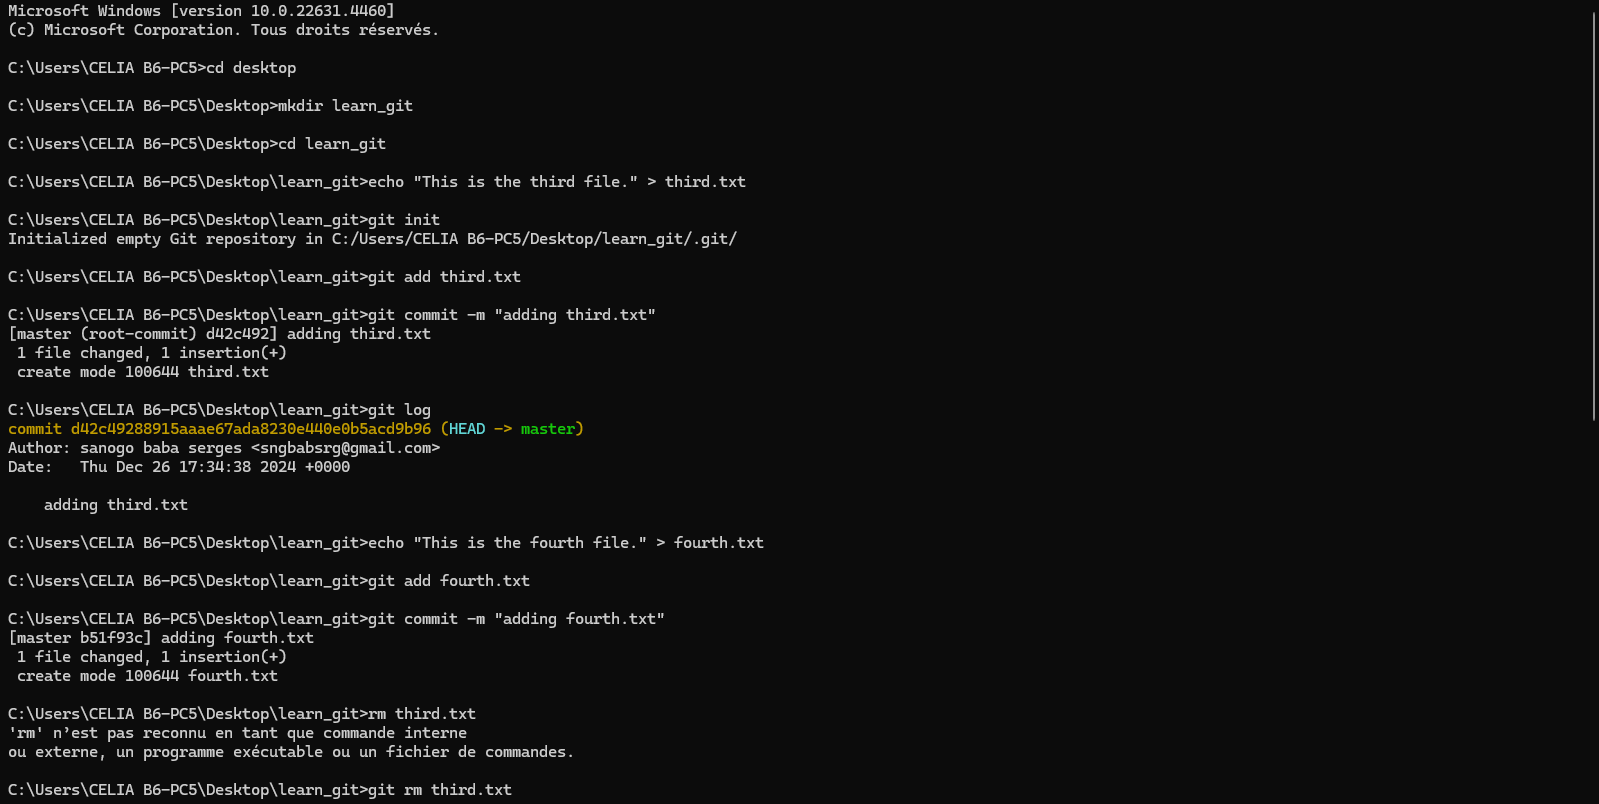 Microsoft Windows [version 10.0.22631.4460]
(c) Microsoft Corporation. Tous droits réservés.
C:\Users\CELIA B6-PC5>cd desktop
C:\Users\CELIA B6-PC5\Desktop>mkdir learn_git
C:\Users\CELIA B6-PC5\Desktop>cd learn_git
C:\Users\CELIA B6-PC5\Desktop\learn_git>echo "This is the third file." > third.txt
C:\Users\CELIA B6-PC5\Desktop\learn_git>git init
Initialized empty Git repository in C:/Users/CELIA B6-PC5/Desktop/learn_git/.git/
C:\Users\CELIA B6-PC5\Desktop\learn_git>git add third.txt
C:\Users\CELIA B6-PC5\Desktop\learn_git>git commit -m "adding third.txt"
[master (root-commit) d42c492] adding third.txt
 1 file changed, 1 insertion(+)
 create mode 100644 third.txt
C:\Users\CELIA B6-PC5\Desktop\learn_git>git log
commit d42c49288915aaae67ada8230e440e0b5acd9b96 (HEAD -> master)
Author: sanogo baba serges <sngbabsrg@gmail.com>
Date:   Thu Dec 26 17:34:38 2024 +0000
    adding third.txt
C:\Users\CELIA B6-PC5\Desktop\learn_git>echo "This is the fourth file." > fourth.txt
C:\Users\CELIA B6-PC5\Desktop\learn_git>git add fourth.txt
C:\Users\CELIA B6-PC5\Desktop\learn_git>git commit -m "adding fourth.txt"
[master b51f93c] adding fourth.txt
 1 file changed, 1 insertion(+)
 create mode 100644 fourth.txt
C:\Users\CELIA B6-PC5\Desktop\learn_git>rm third.txt
'rm' n’est pas reconnu en tant que commande interne
ou externe, un programme exécutable ou un fichier de commandes.
C:\Users\CELIA B6-PC5\Desktop\learn_git>git rm third.txt